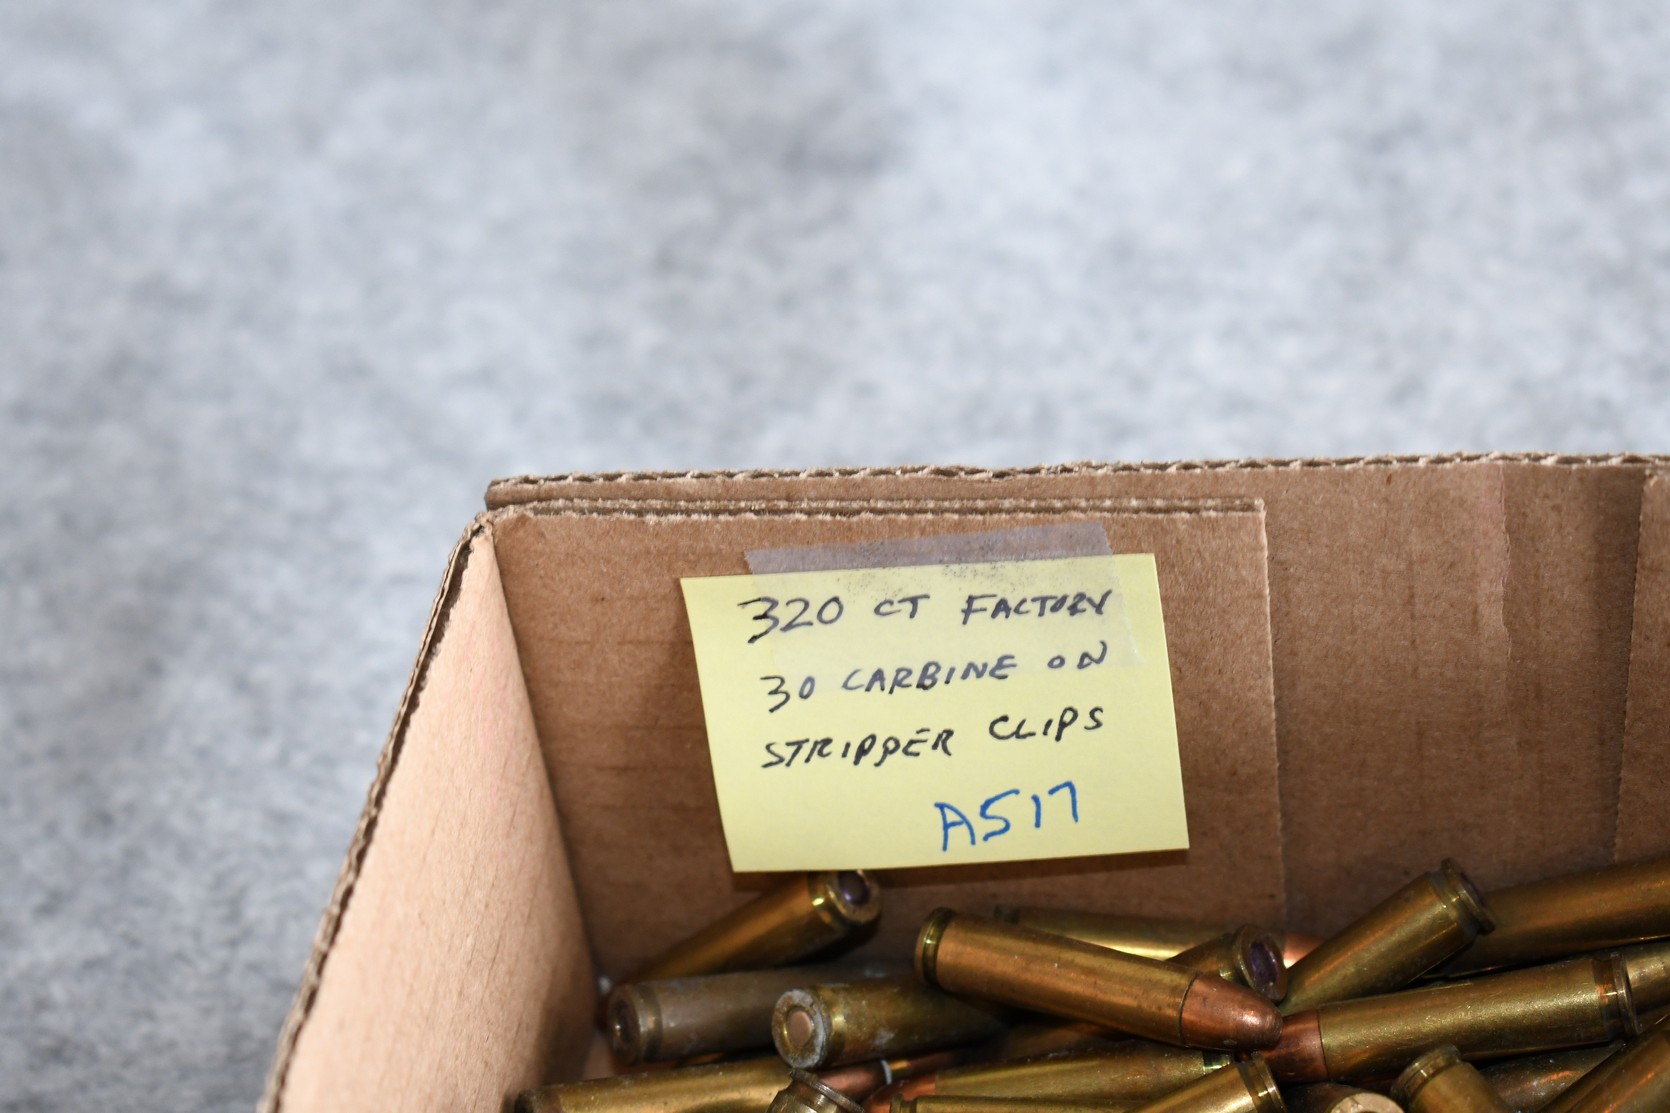 320 CT FACTORY
30 CARBINE ON
STRIPPER CLIPS
A517